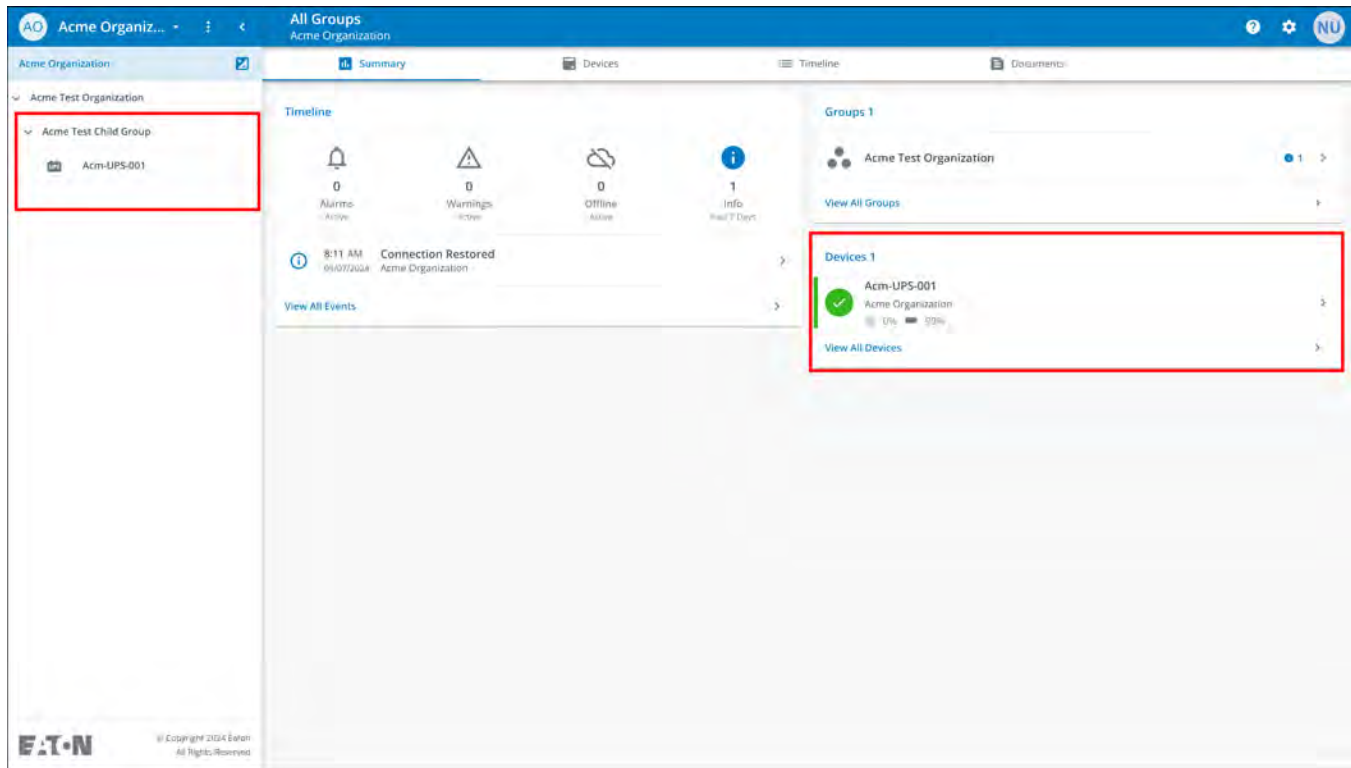 AO Acme Organiz...
All Groups
Acme Organization
NU
Acme Organization
Summary
Devices
Timeline
Documents
Acme Test Organization
Acme Test Child Group
Acm-UPS-001
Timeline
0
Alarms
Active
0
Warnings
Active
0
Offline
Active
1
Info
Past 7 Days
8:11 AM Connection Restored
Acme Organization
View All Events
Groups 1
Acme Test Organization
1
View All Groups
Devices 1
Acm-UPS-001
Acme Organization
0%
View All Devices
EATON
© Copyright 2024 Eaton
All Rights Reserved